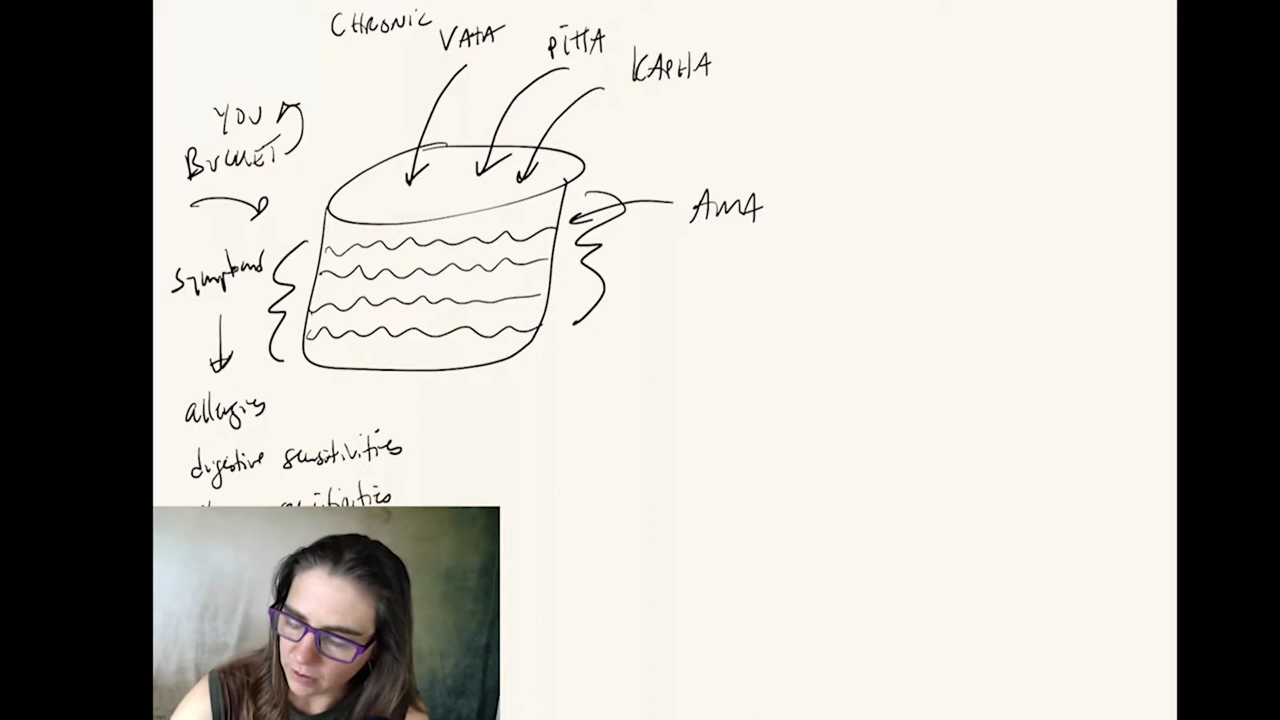 CHRONIC
VATA
PITTA
KAPHA
YOU
BUCKET
AMA
symptoms
allergies
digestive sensitivities